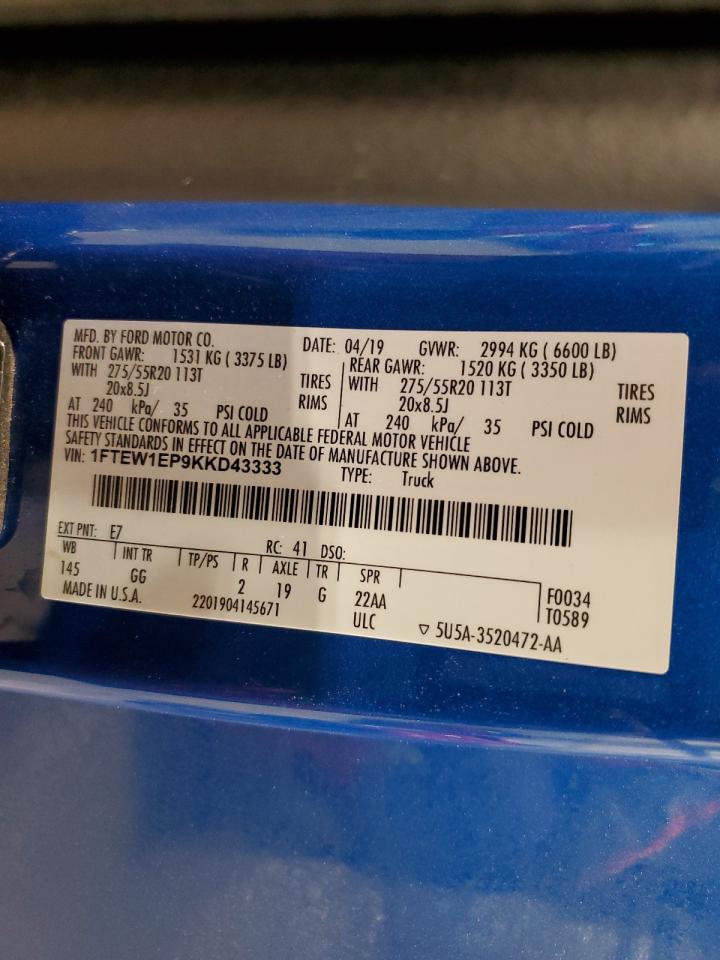 MFD. BY FORD MOTOR CO. DATE: 04/19 GVWR: 2994 KG ( 6600 LB)
FRONT GAWR: 1531 KG ( 3375 LB) REAR GAWR: 1520 KG ( 3350 LB)
WITH 275/55R20 113T TIRES WITH 275/55R20 113T TIRES
20x8.5J RIMS 20x8.5J RIMS
AT 240 kPa/ 35 PSI COLD AT 240 kPa/ 35 PSI COLD
THIS VEHICLE CONFORMS TO ALL APPLICABLE FEDERAL MOTOR VEHICLE
SAFETY STANDARDS IN EFFECT ON THE DATE OF MANUFACTURE SHOWN ABOVE.
VIN: 1FTEW1EP9KKD43333 TYPE: Truck
EXT PNT: E7 RC: 41 DSO:
WB INT TR TP/PS R AXLE TR SPR
145 GG 2 19 G 22AA F0034
MADE IN U.S.A. 2201904145671 ULC T0589
▽ 5U5A-3520472-AA